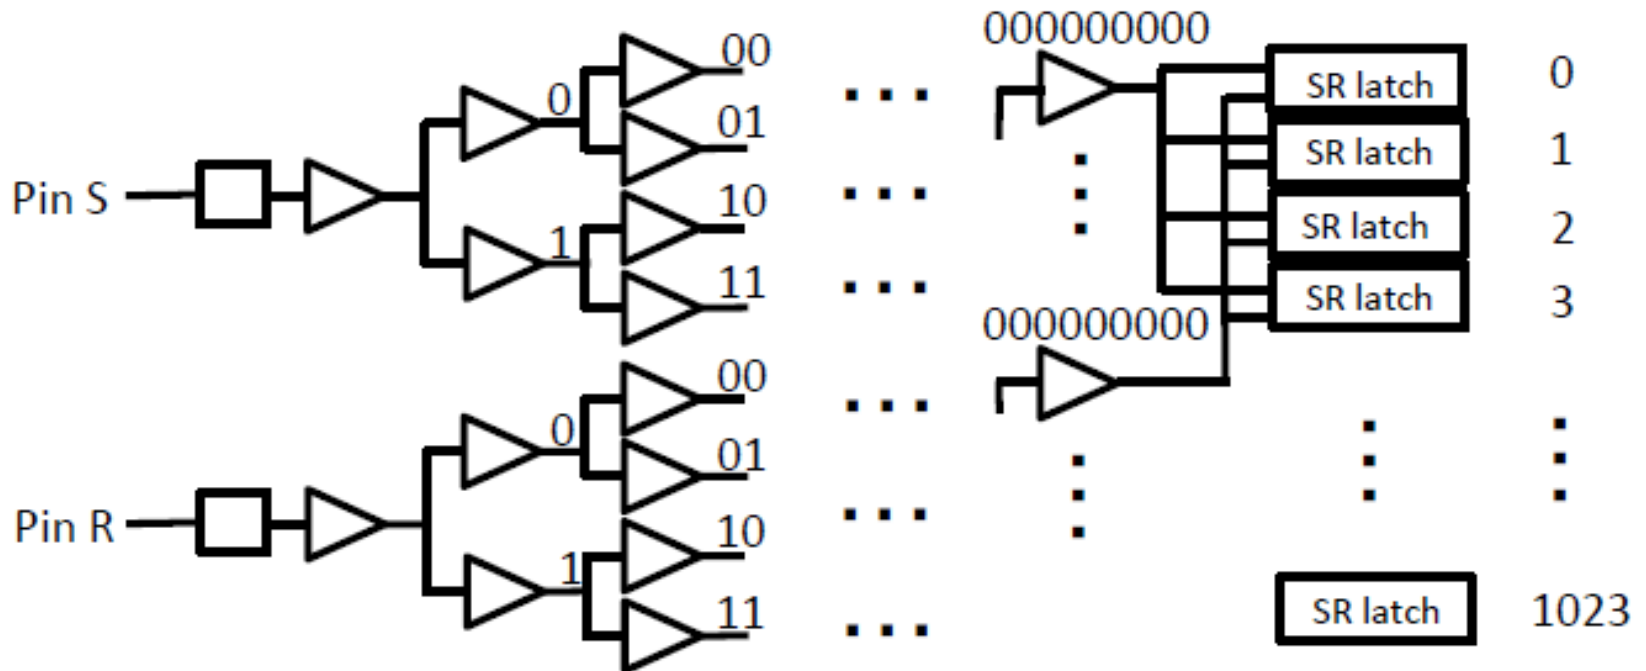 Pin S
0
1
00
01
10
11
. . .
. . .
. . .
000000000
000000000
SR latch 0
SR latch 1
SR latch 2
SR latch 3
Pin R
0
1
00
01
10
11
. . .
. . .
. . .
SR latch 1023